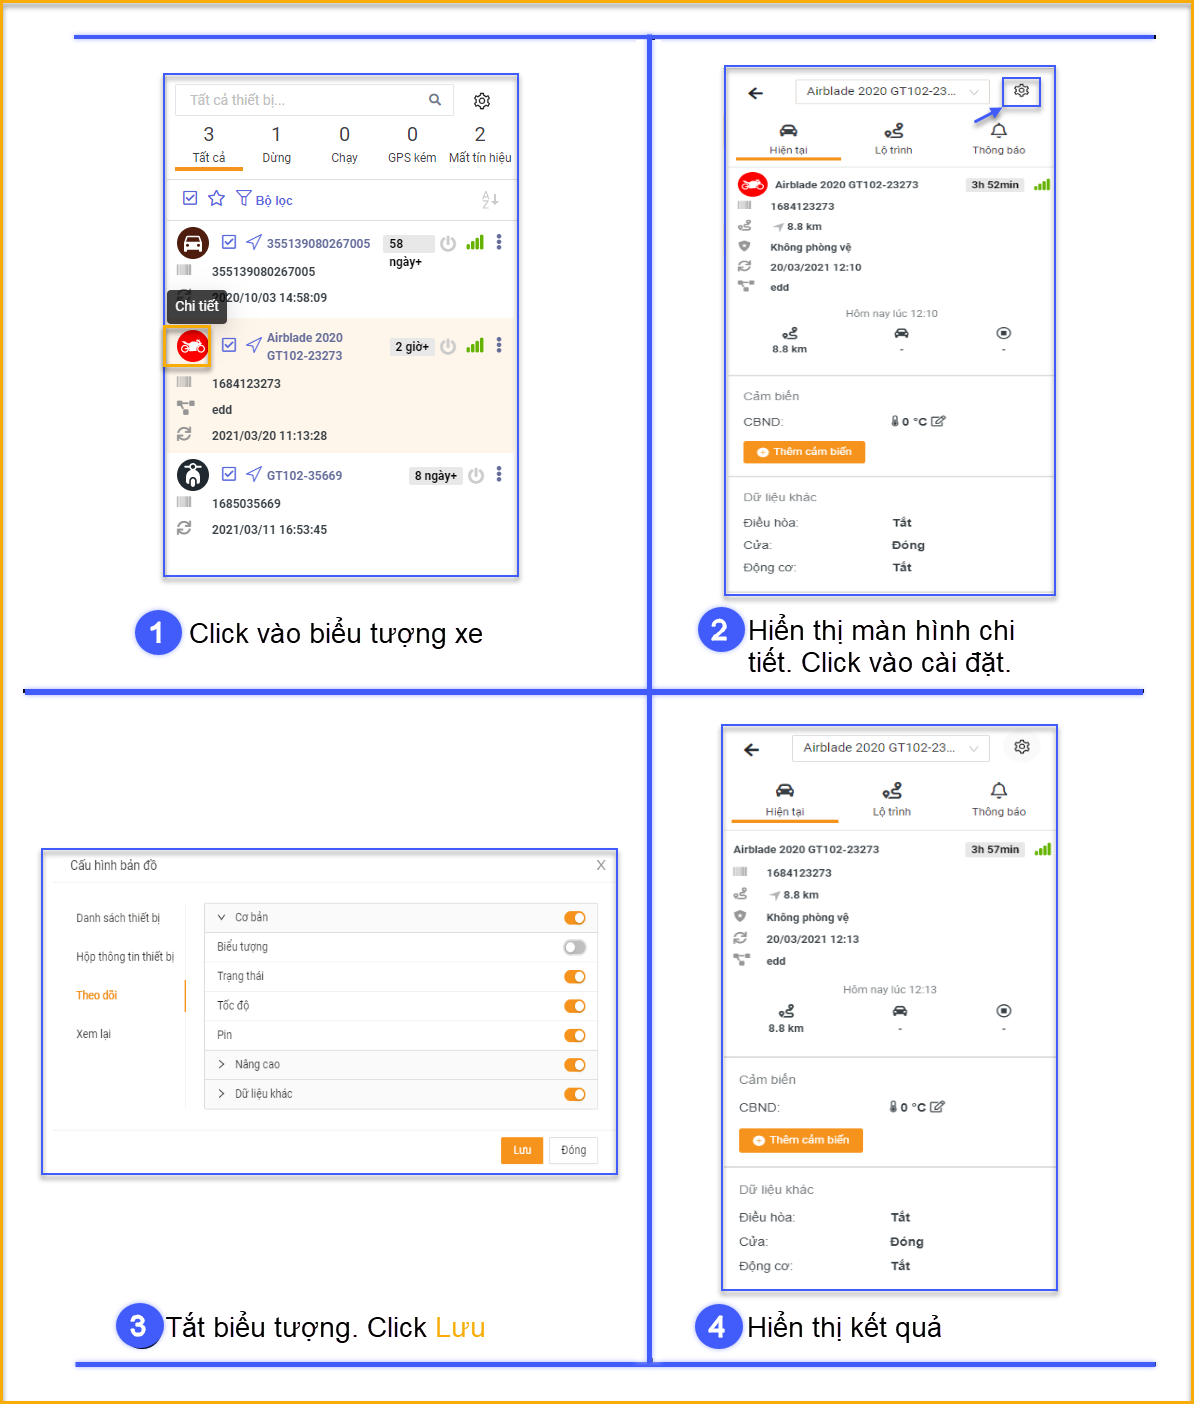 Tất cả thiết bị...
3 1 0 0 2
Tất cả Dừng Chạy GPS kém Mất tín hiệu
Bộ lọc
355139080267005 58 ngày+
355139080267005
2020/10/03 14:58:09
Chi tiết
Airblade 2020 GT102-23273 2 giờ+
1684123273
edd
2021/03/20 11:13:28
GT102-35669 8 ngày+
1685035669
2021/03/11 16:53:45
1 Click vào biểu tượng xe
Airblade 2020 GT102-23...
Hiện tại Lộ trình Thông báo
Airblade 2020 GT102-23273 3h 52min
1684123273
8.8 km
Không phòng vệ
20/03/2021 12:10
edd
Hôm nay lúc 12:10
8.8 km - -
Cảm biến
CBND: 0 °C
Thêm cảm biến
Dữ liệu khác
Điều hòa: Tắt
Cửa: Đóng
Động cơ: Tắt
2 Hiển thị màn hình chi
tiết. Click vào cài đặt.
Cấu hình bản đồ X
Danh sách thiết bị
Hộp thông tin thiết bị
Theo dõi
Xem lại
Cơ bản
Biểu tượng
Trạng thái
Tốc độ
Pin
Nâng cao
Dữ liệu khác
Lưu Đóng
3 Tắt biểu tượng. Click Lưu
Airblade 2020 GT102-23...
Hiện tại Lộ trình Thông báo
Airblade 2020 GT102-23273 3h 57min
1684123273
8.8 km
Không phòng vệ
20/03/2021 12:13
edd
Hôm nay lúc 12:13
8.8 km - -
Cảm biến
CBND: 0 °C
Thêm cảm biến
Dữ liệu khác
Điều hòa: Tắt
Cửa: Đóng
Động cơ: Tắt
4 Hiển thị kết quả